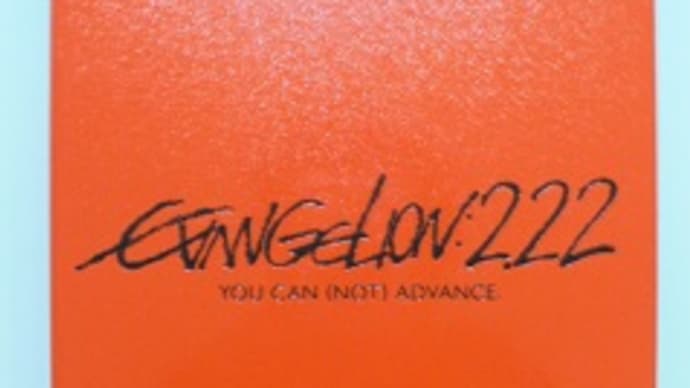 EVANGELION:2.22
YOU CAN (NOT) ADVANCE.